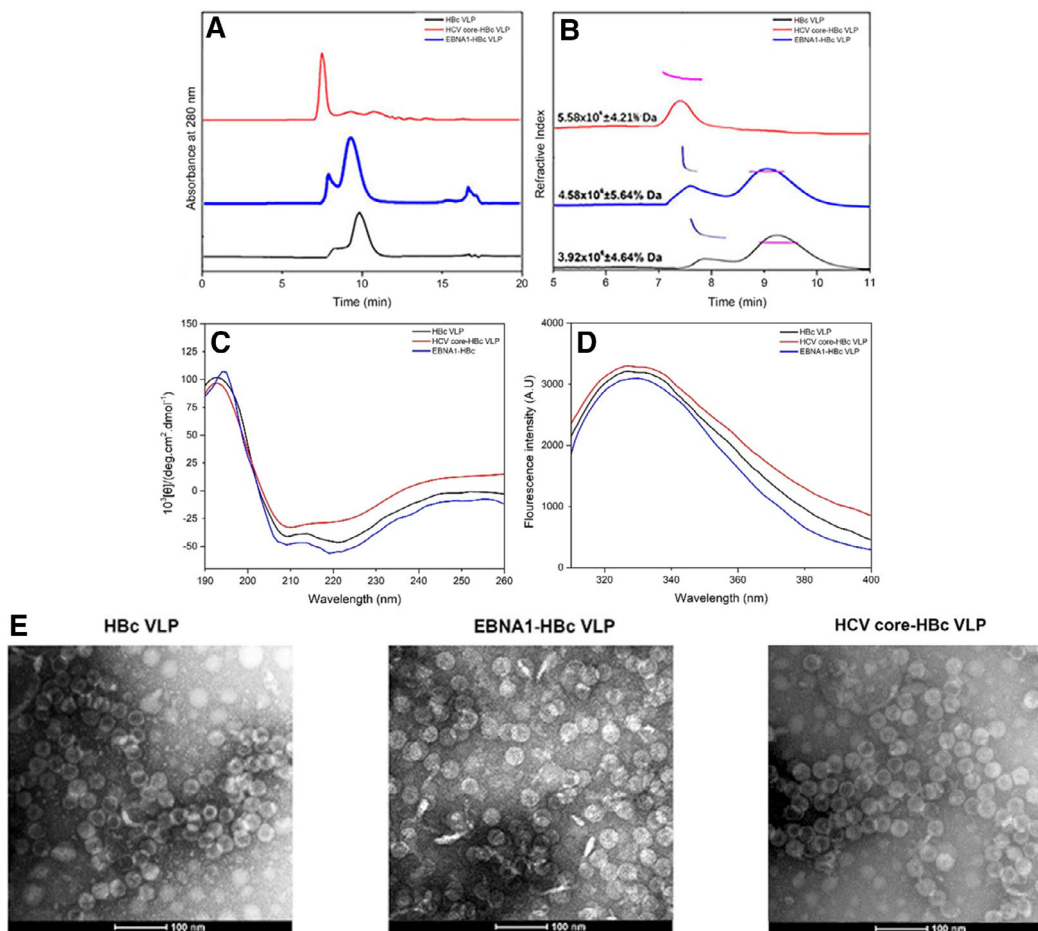 A
HBc VLP
HCV core-HBc VLP
EBNA1-HBc VLP
Absorbance at 280 nm
0 5 10 15 20
Time (min)
B
HBc VLP
HCV core-HBc VLP
EBNA1-HBc VLP
Refractive Index
5.58x10⁶±4.21% Da
4.58x10⁶±5.64% Da
3.92x10⁶±4.64% Da
5 6 7 8 9 10 11
Time (min)
C
HBc VLP
HCV core-HBc VLP
EBNA1-HBc
10³[θ]/(deg.cm².dmol⁻¹)
150
100
75
50
25
0
-25
-50
190 200 210 220 230 240 250 260
Wavelength (nm)
D
HBc VLP
HCV core-HBc VLP
EBNA1-HBc VLP
Flourescence intensity (A.U)
4000
3000
2000
1000
0
320 340 360 380 400
Wavelength (nm)
E
HBc VLP
EBNA1-HBc VLP
HCV core-HBc VLP
100 nm
100 nm
100 nm